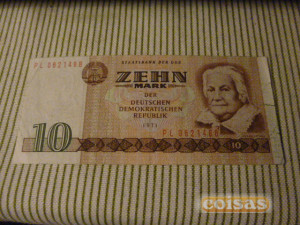 STAATSBANK DER DDR
ZEHN
MARK
DER
DEUTSCHEN
DEMOKRATISCHEN
REPUBLIK
1971
10
10
coisas